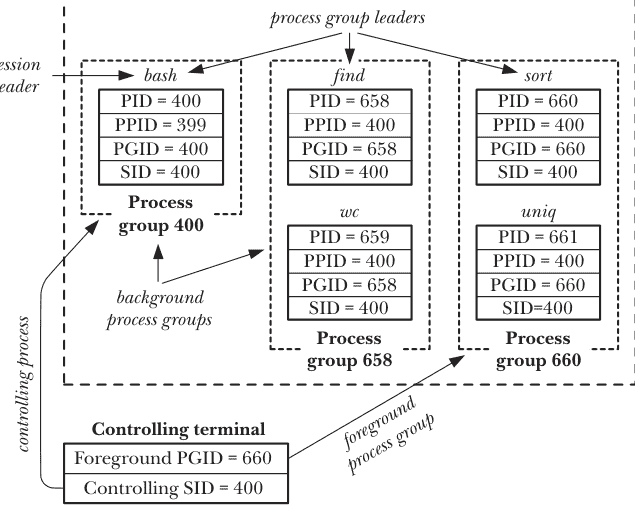 process group leaders
ession
eader
bash
PID = 400
PPID = 399
PGID = 400
SID = 400
Process
group 400
find
PID = 658
PPID = 400
PGID = 658
SID = 400
wc
PID = 659
PPID = 400
PGID = 658
SID = 400
Process
group 658
sort
PID = 660
PPID = 400
PGID = 660
SID = 400
uniq
PID = 661
PPID = 400
PGID = 660
SID=400
Process
group 660
background
process groups
controlling process
foreground
process group
Controlling terminal
Foreground PGID = 660
Controlling SID = 400